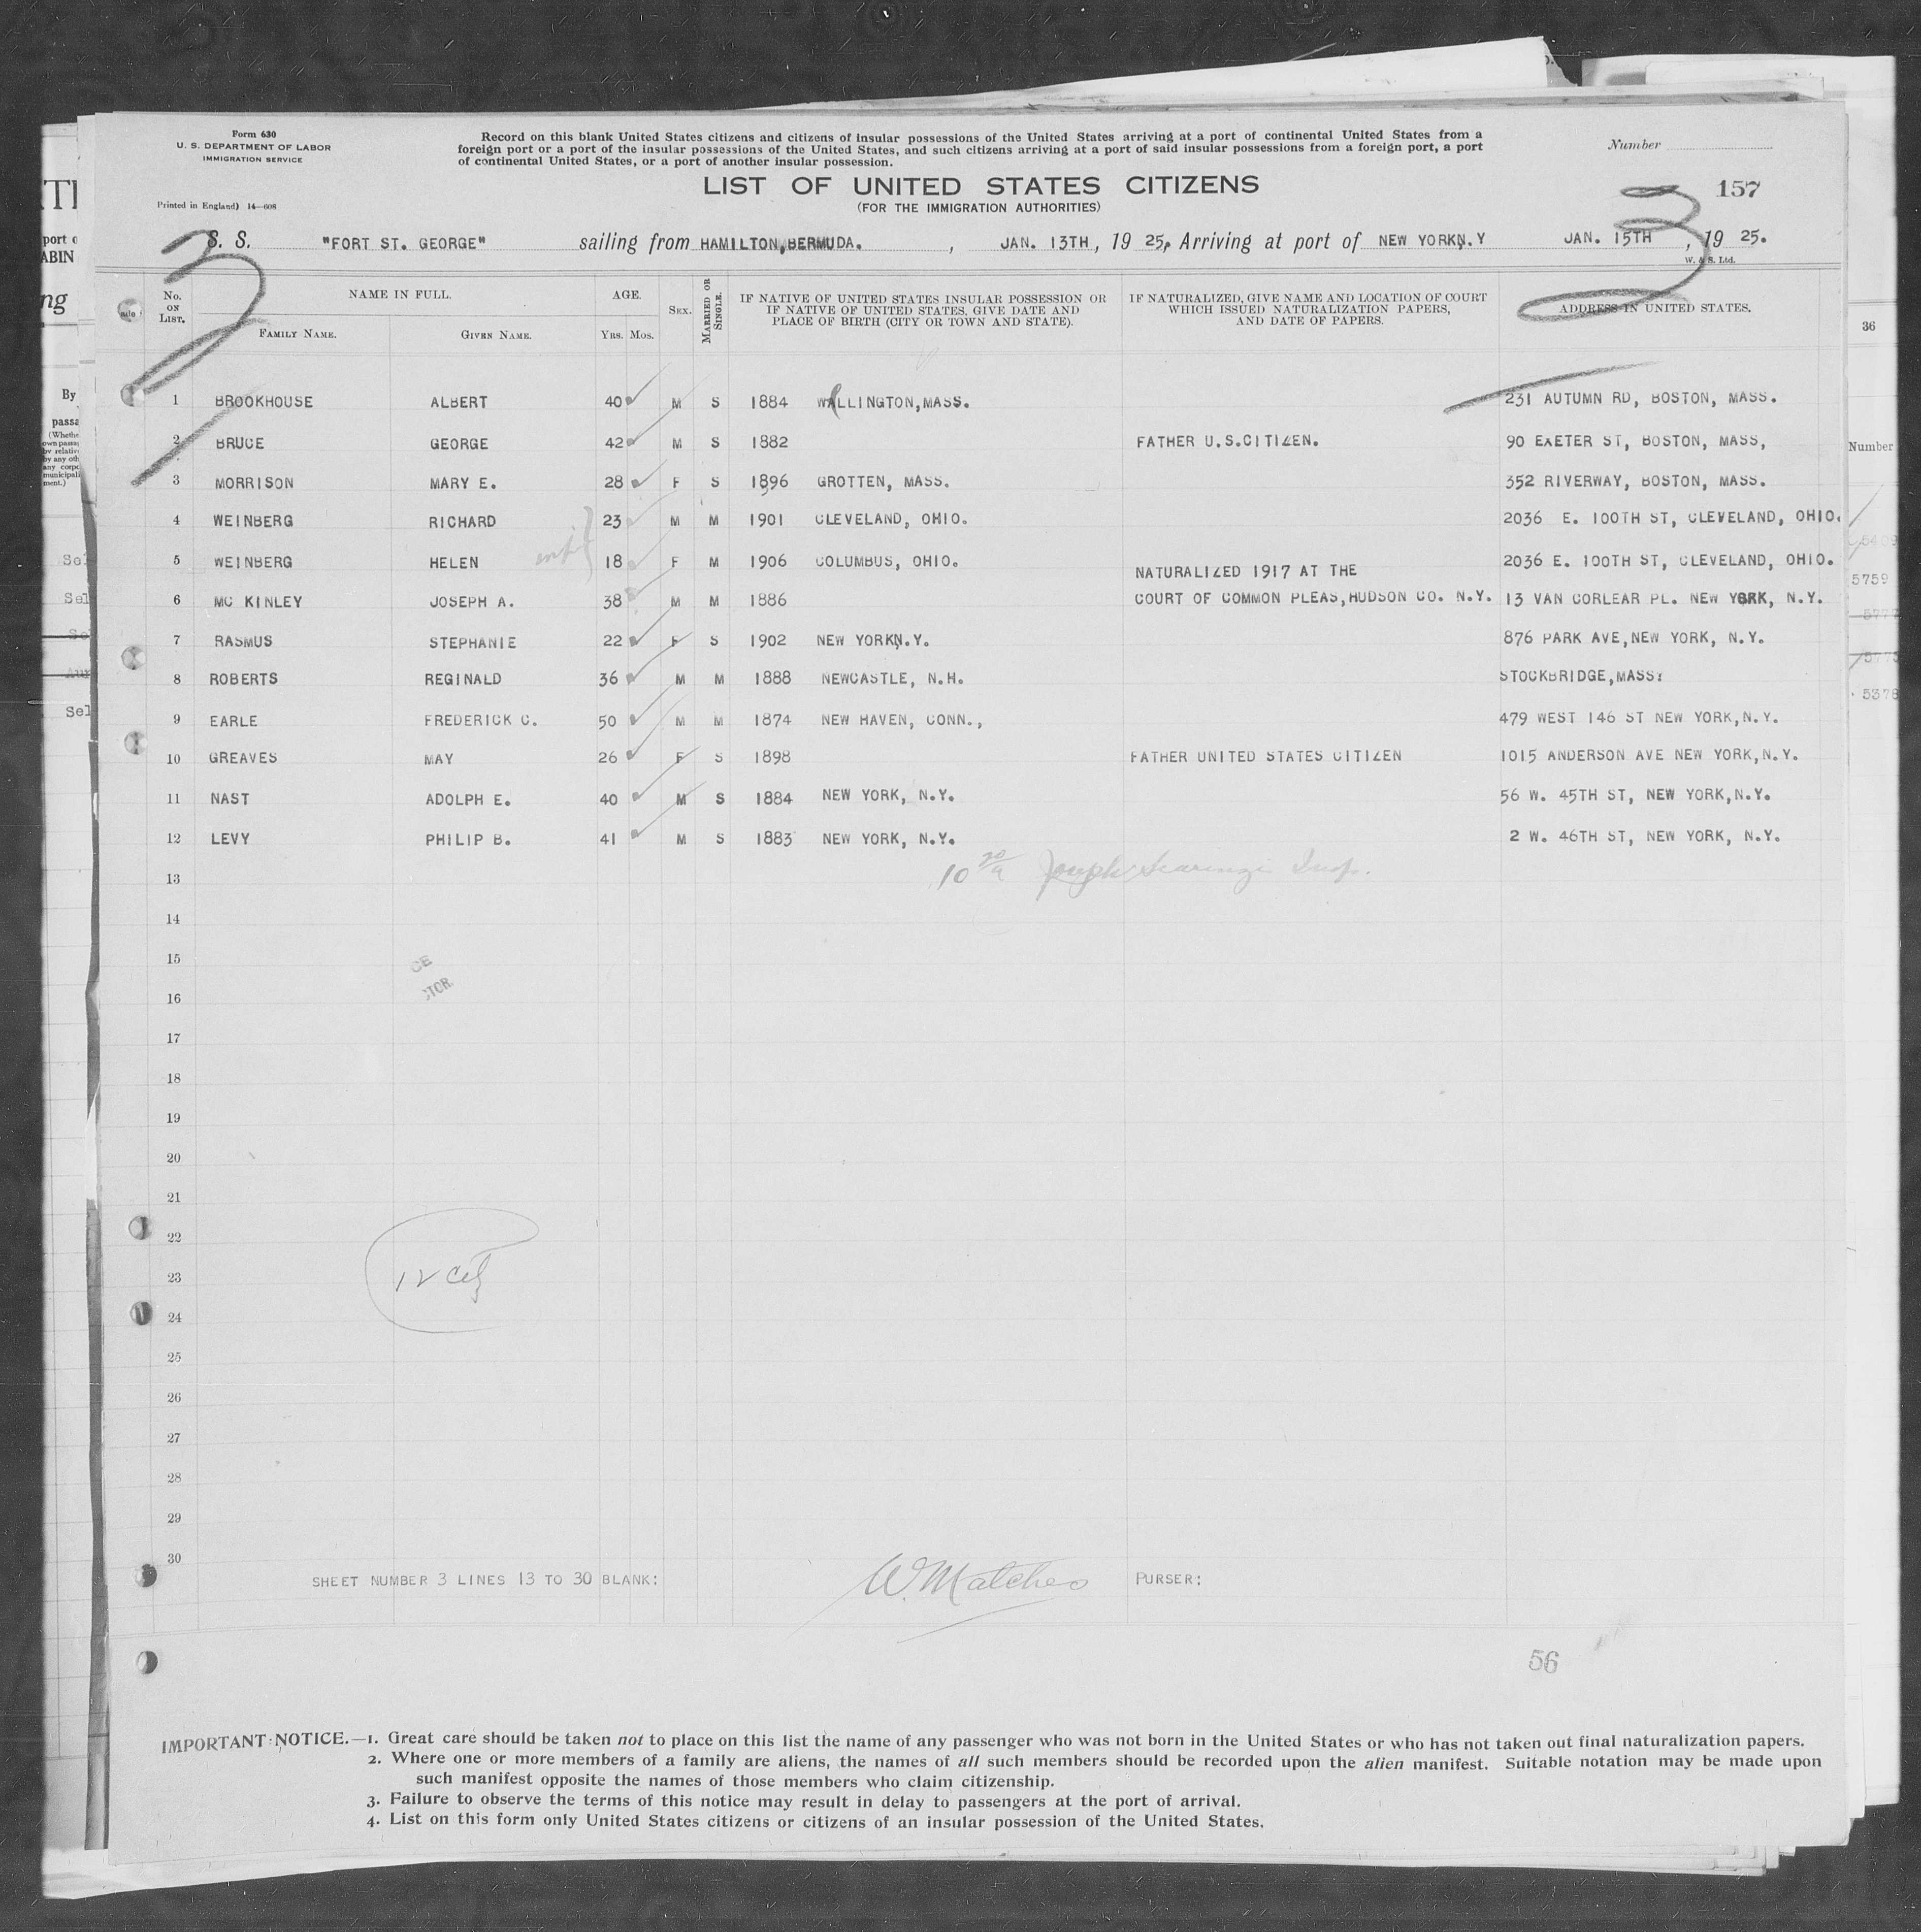 Form 630
U. S. DEPARTMENT OF LABOR
IMMIGRATION SERVICE
Printed in England) 14—608
Record on this blank United States citizens and citizens of insular possessions of the United States arriving at a port of continental United States from a
foreign port or a port of the insular possessions of the United States, and such citizens arriving at a port of said insular possessions from a foreign port, a port
of continental United States, or a port of another insular possession.
Number
LIST OF UNITED STATES CITIZENS
(FOR THE IMMIGRATION AUTHORITIES)
157
3
3
S. S. "FORT ST. GEORGE" sailing from HAMILTON,BERMUDA. , JAN. 13TH, 19 25, Arriving at port of NEW YORK,N.Y JAN. 15TH , 19 25.
W. & S. Ltd.
No. ON LIST.
NAME IN FULL.
FAMILY NAME.
GIVEN NAME.
AGE.
YRS. MOS.
SEX.
MARRIED OR SINGLE.
IF NATIVE OF UNITED STATES INSULAR POSSESSION OR
IF NATIVE OF UNITED STATES, GIVE DATE AND
PLACE OF BIRTH (CITY OR TOWN AND STATE).
IF NATURALIZED, GIVE NAME AND LOCATION OF COURT
WHICH ISSUED NATURALIZATION PAPERS,
AND DATE OF PAPERS.
ADDRESS IN UNITED STATES.
1 BROOKHOUSE ALBERT 40 M S 1884 WALLINGTON,MASS. 231 AUTUMN RD, BOSTON, MASS.
2 BRUCE GEORGE 42 M S 1882 FATHER U.S.CITIZEN. 90 EXETER ST, BOSTON, MASS,
3 MORRISON MARY E. 28 F S 1896 GROTTEN, MASS. 352 RIVERWAY, BOSTON, MASS.
4 WEINBERG RICHARD 23 M M 1901 CLEVELAND, OHIO. 2036 E. 100TH ST, CLEVELAND, OHIO.
5 WEINBERG HELEN 18 F M 1906 COLUMBUS, OHIO. 2036 E. 100TH ST, CLEVELAND, OHIO.
NATURALIZED 1917 AT THE
6 MC KINLEY JOSEPH A. 38 M M 1886 COURT OF COMMON PLEAS,HUDSON CO. N.Y. 13 VAN CORLEAR PL. NEW YORK, N.Y.
7 RASMUS STEPHANIE 22 F S 1902 NEW YORK,N.Y. 876 PARK AVE,NEW YORK, N.Y.
8 ROBERTS REGINALD 36 M M 1888 NEWCASTLE, N.H. STOCKBRIDGE,MASS:
9 EARLE FREDERICK C. 50 M M 1874 NEW HAVEN, CONN., 479 WEST 146 ST NEW YORK,N.Y.
10 GREAVES MAY 26 F S 1898 FATHER UNITED STATES CITIZEN 1015 ANDERSON AVE NEW YORK,N.Y.
11 NAST ADOLPH E. 40 M S 1884 NEW YORK, N.Y. 56 W. 45TH ST, NEW YORK,N.Y.
12 LEVY PHILIP B. 41 M S 1883 NEW YORK, N.Y. 2 W. 46TH ST, NEW YORK, N.Y.
13 10 Joseph Insp.
14
15 CE
16 CTOR.
17
18
19
20
21
22
23 12
24
25
26
27
28
29
30
SHEET NUMBER 3 LINES 13 TO 30 BLANK: W. Matches PURSER:
56
IMPORTANT NOTICE.—1. Great care should be taken not to place on this list the name of any passenger who was not born in the United States or who has not taken out final naturalization papers.
2. Where one or more members of a family are aliens, the names of all such members should be recorded upon the alien manifest. Suitable notation may be made upon
such manifest opposite the names of those members who claim citizenship.
3. Failure to observe the terms of this notice may result in delay to passengers at the port of arrival.
4. List on this form only United States citizens or citizens of an insular possession of the United States.
36
Number
5759
5378